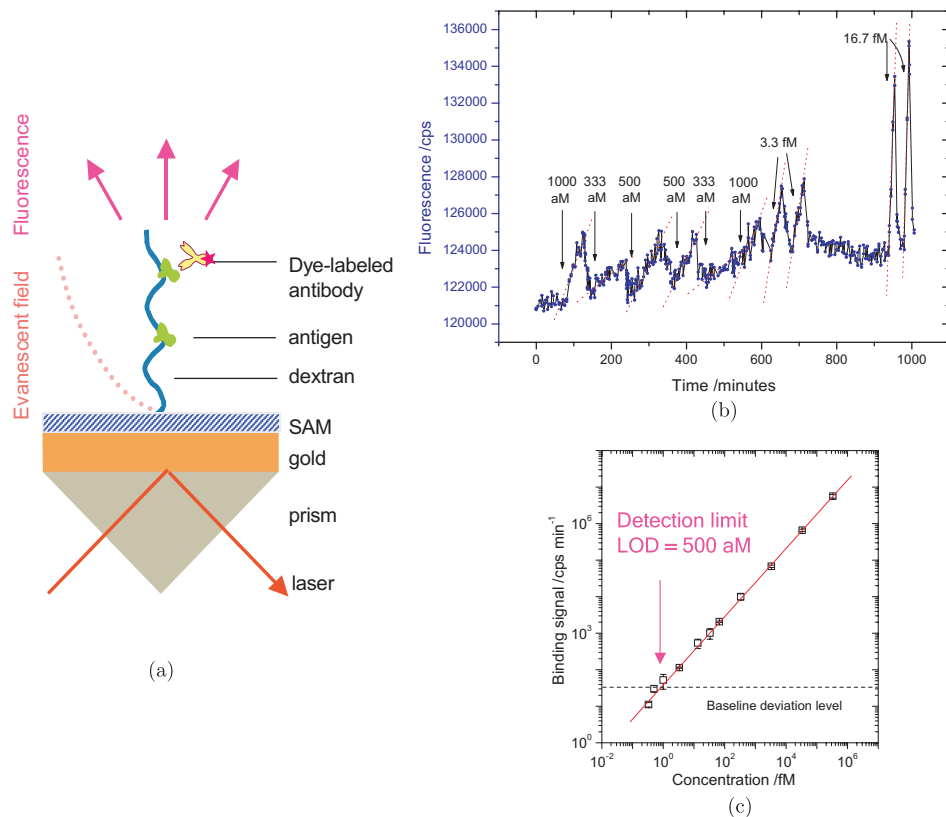 Fluorescence
Evanescent field
Dye-labeled
antibody
antigen
dextran
SAM
gold
prism
laser
(a)
136000
134000
132000
130000
128000
126000
124000
122000
120000
Fluorescence /cps
1000
aM
333
aM
500
aM
500
aM
333
aM
1000
aM
3.3 fM
16.7 fM
0
200
400
600
800
1000
Time /minutes
(b)
Binding signal /cps min⁻¹
10⁶
10³
10⁰
Detection limit
LOD = 500 aM
Baseline deviation level
10⁻² 10⁰ 10² 10⁴ 10⁶
Concentration /fM
(c)